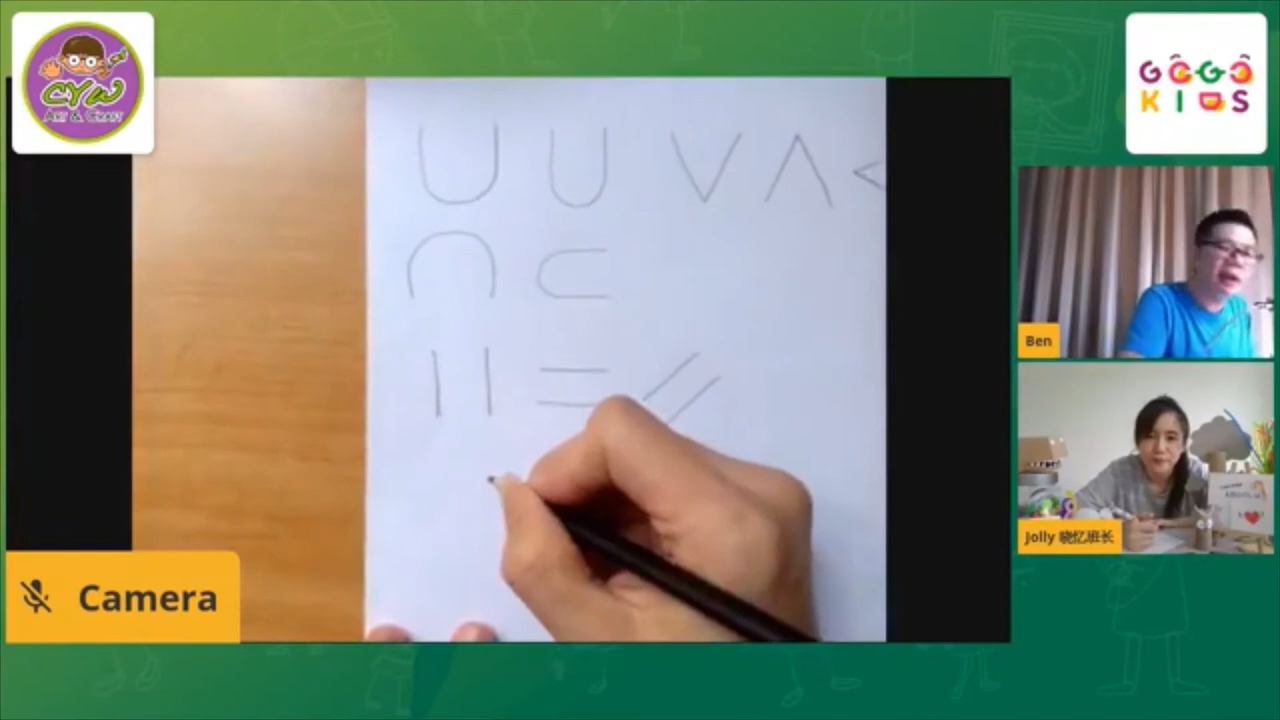 CYW
ART & CRAFT
GOGO
KIDS
U U V Λ <
Ben
Jolly 晓忆班长
Camera